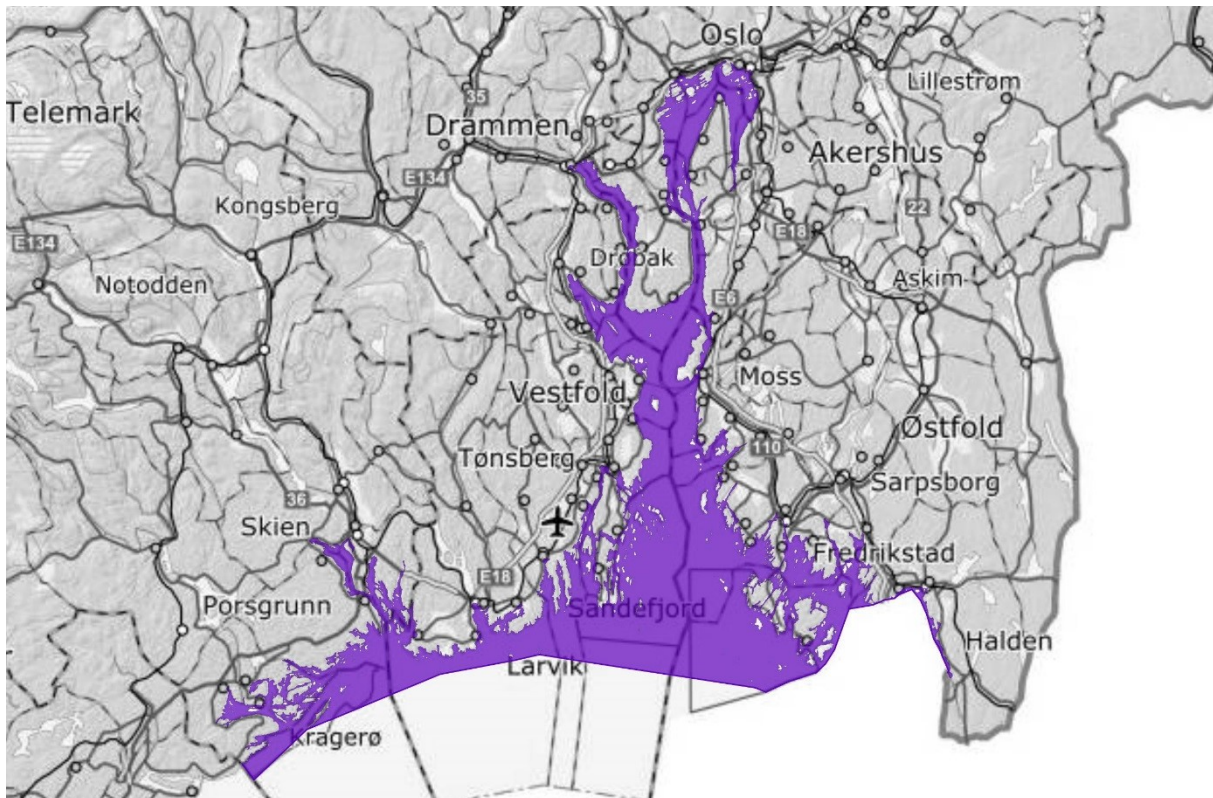 Oslo
Lillestrøm
Telemark
35
Drammen
Akershus
E134
Kongsberg
22
E134
E18
Drøbak
Askim
Notodden
E6
Vestfold
Moss
Østfold
110
Tønsberg
Sarpsborg
36
Skien
Fredrikstad
E18
Porsgrunn
Sandefjord
Halden
Larvik
Kragerø